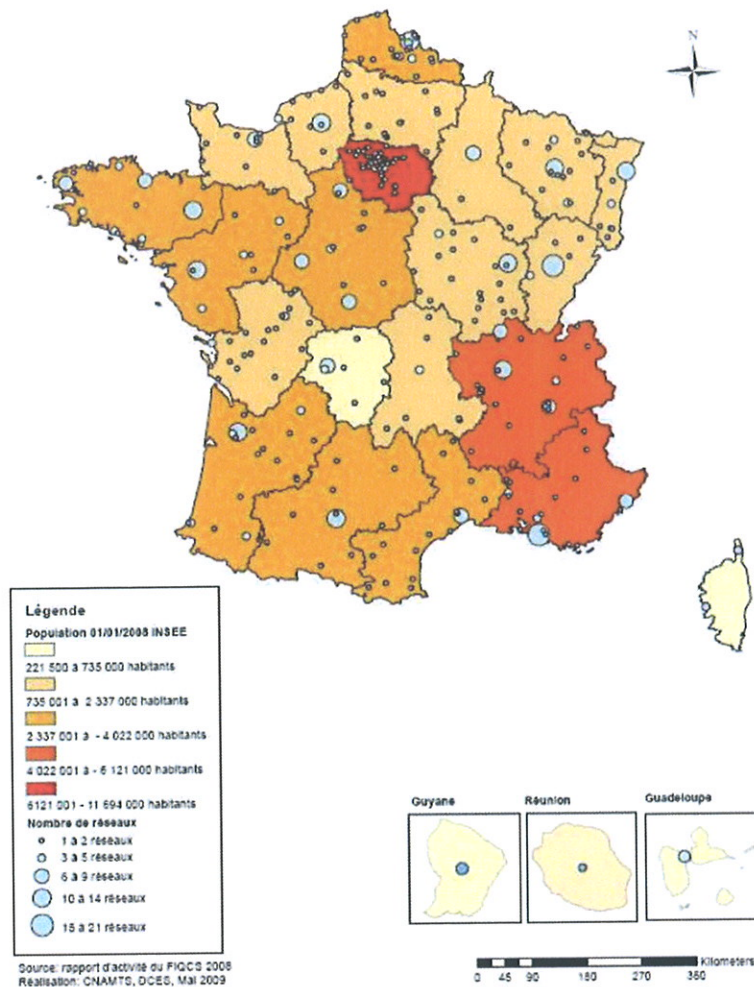 N
Légende
Population 01/01/2008 INSEE
221 500 à 735 000 habitants
735 001 à 2 337 000 habitants
2 337 001 à - 4 022 000 habitants
4 022 001 à - 6 121 000 habitants
6121 001 - 11 694 000 habitants
Nombre de réseaux
1 à 2 réseaux
3 à 5 réseaux
6 à 9 réseaux
10 à 14 réseaux
15 à 21 réseaux
Guyane
Réunion
Guadeloupe
Source: rapport d'activité du FIQCS 2008
Réalisation: CNAMTS, DCES, Mai 2009
Kilometers
0 45 90 180 270 360